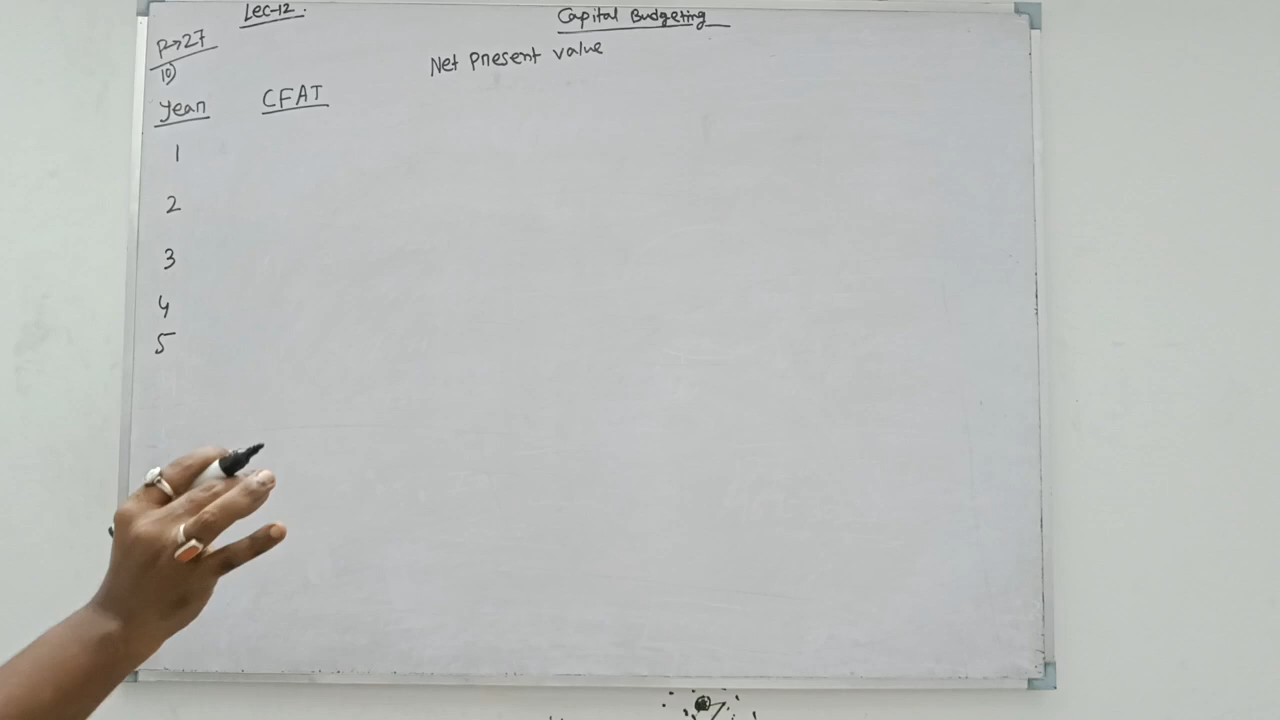 Lec-12.
Capital Budgeting
P→27
Net present value
10)
year CFAT
1
2
3
4
5